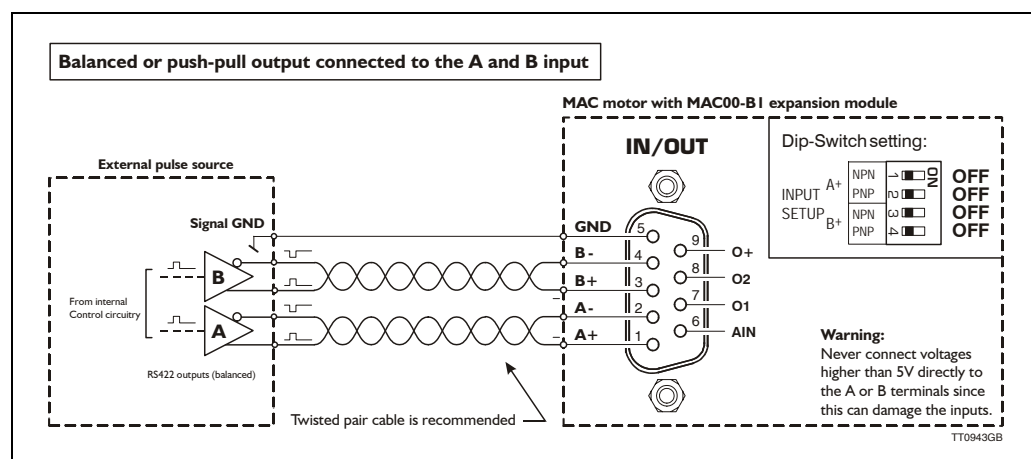 Balanced or push-pull output connected to the A and B input
MAC motor with MAC00-B1 expansion module
IN/OUT
Dip-Switch setting:
INPUT
SETUP
A+
NPN
PNP
B+
NPN
PNP
1
2
3
4
ON
OFF
OFF
OFF
OFF
External pulse source
Signal GND
B
A
From internal
Control circuitry
RS422 outputs (balanced)
GND
B -
B+
A-
A+
–
–
5
4
3
2
1
9
8
7
6
O+
O2
O1
AIN
Warning:
Never connect voltages
higher than 5V directly to
the A or B terminals since
this can damage the inputs.
Twisted pair cable is recommended
TT0943GB